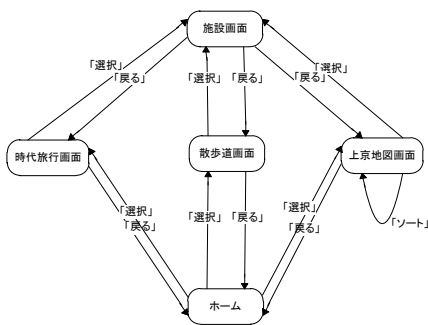 施設画面
「選択」
「戻る」
「選択」
「戻る」
「選択」
「戻る」
時代旅行画面
散歩道画面
上京地図画面
「選択」
「戻る」
「選択」
「戻る」
「選択」
「戻る」
「ソート」
ホーム